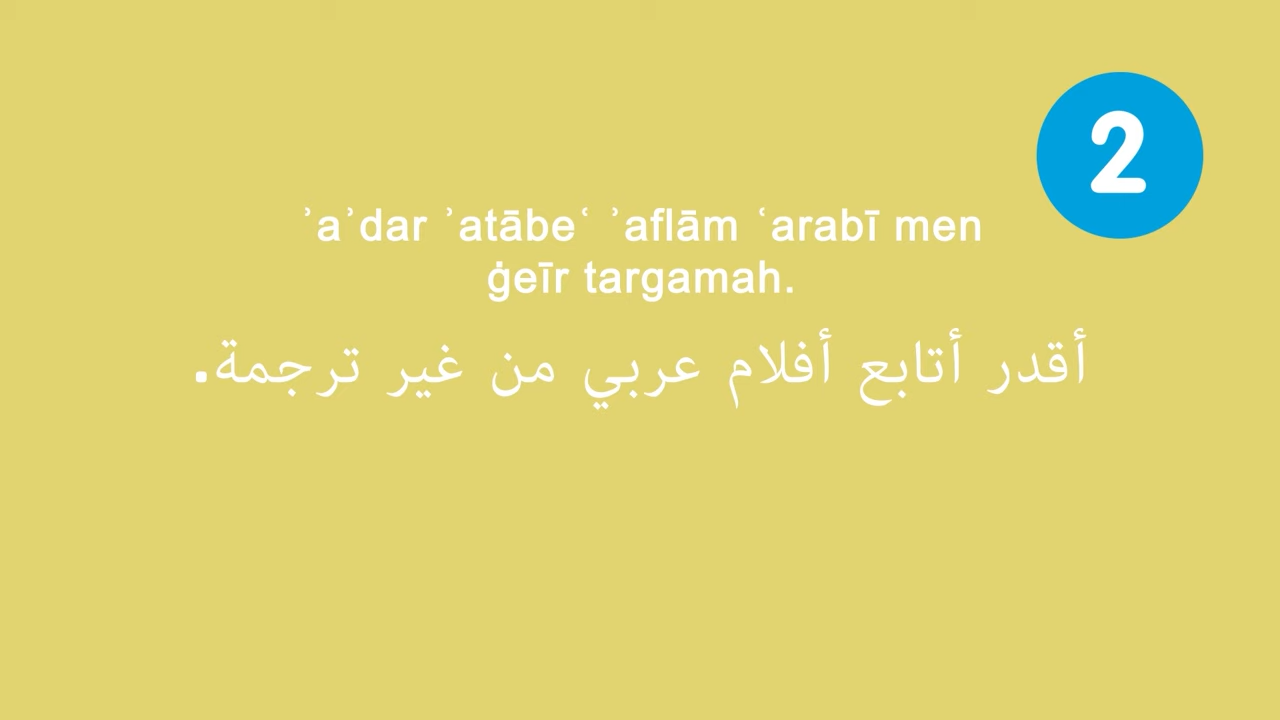 2
ʾaʾdar ʾatābeʿ ʾaflām ʿarabī men
ġeīr targamah.
أقدر أتابع أفلام عربي من غير ترجمة.